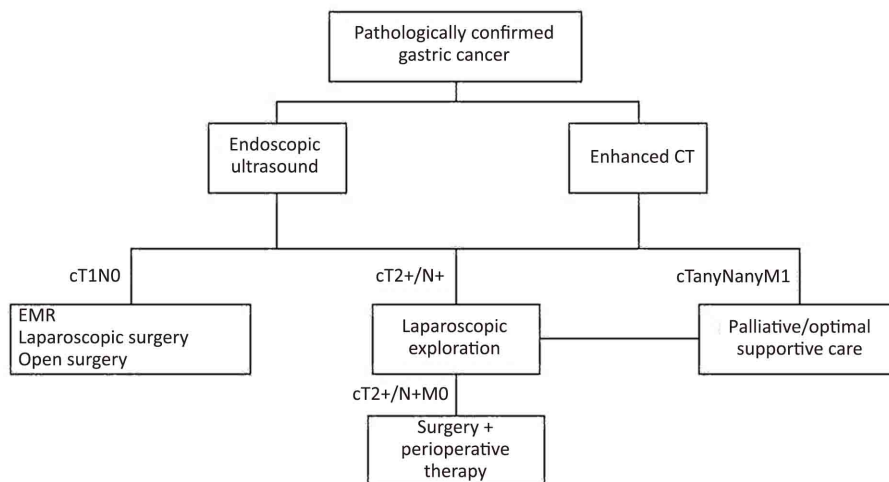 Pathologically confirmed
gastric cancer
Endoscopic
ultrasound
Enhanced CT
cT1N0
cT2+/N+
cTanyNanyM1
EMR
Laparoscopic surgery
Open surgery
Laparoscopic
exploration
Palliative/optimal
supportive care
cT2+/N+M0
Surgery +
perioperative
therapy